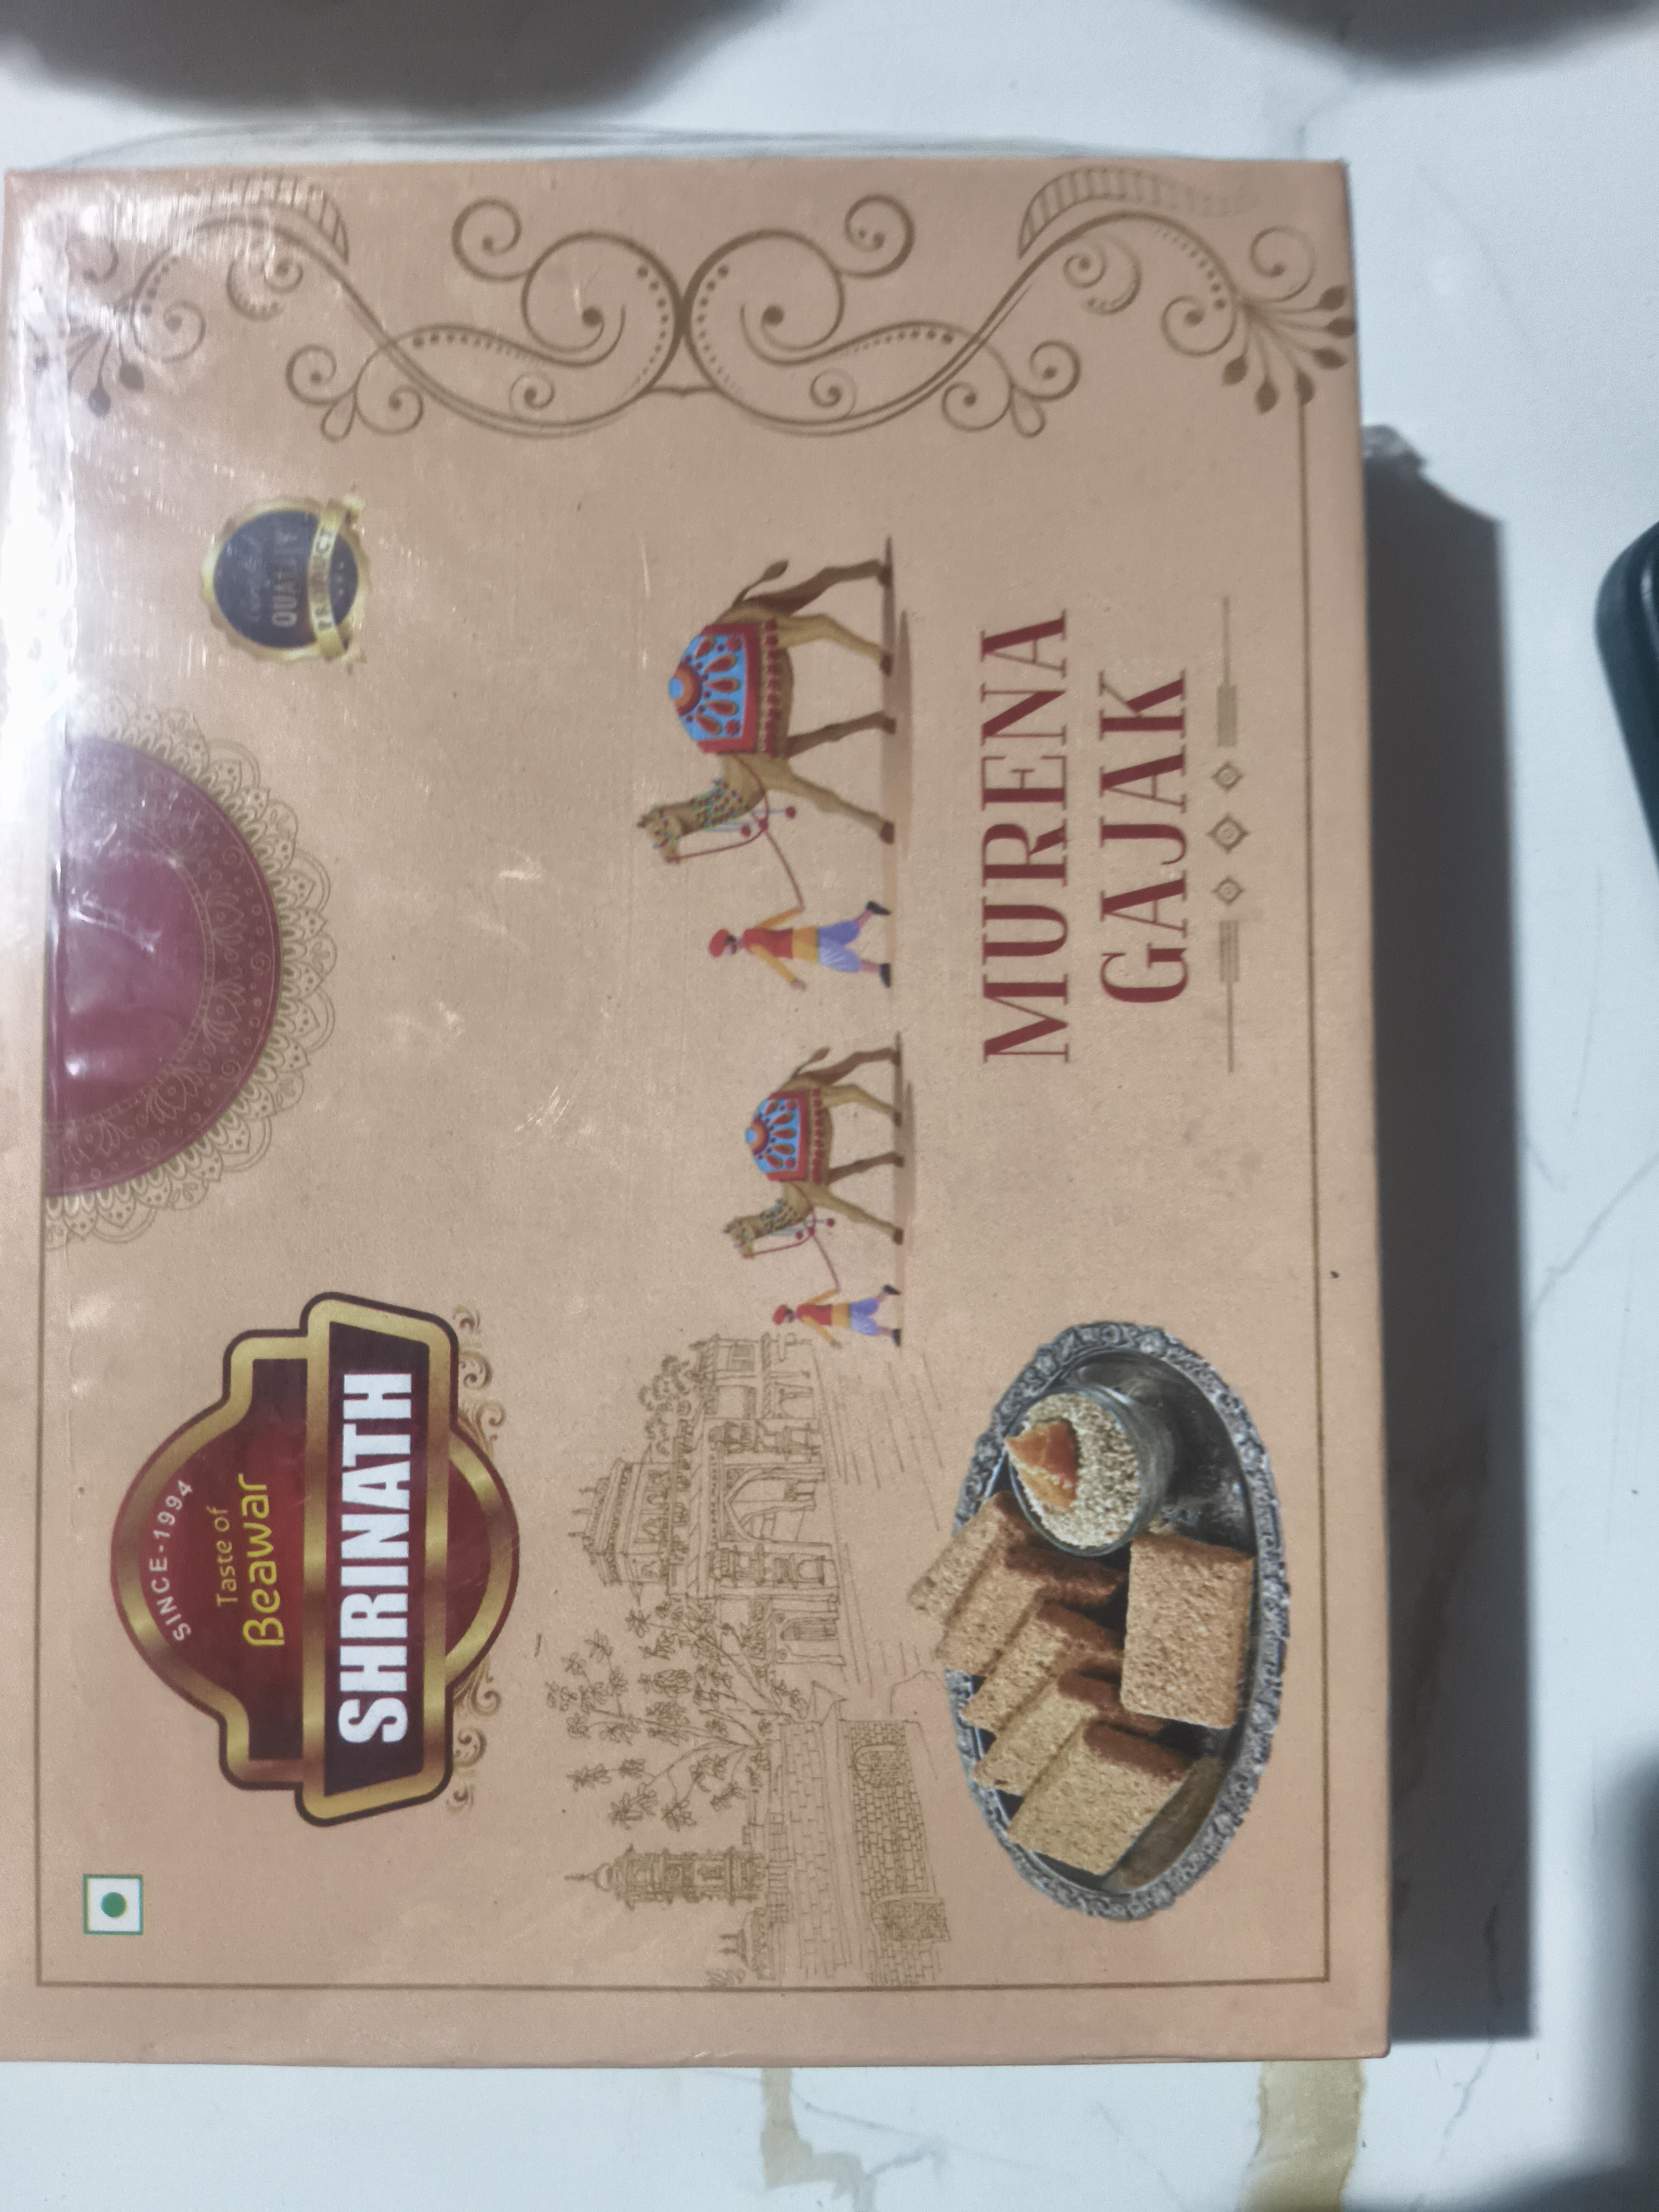 SINCE-1994
Taste of
Beawar
SHRINATH
QUALITY
MURENA
GAJAK